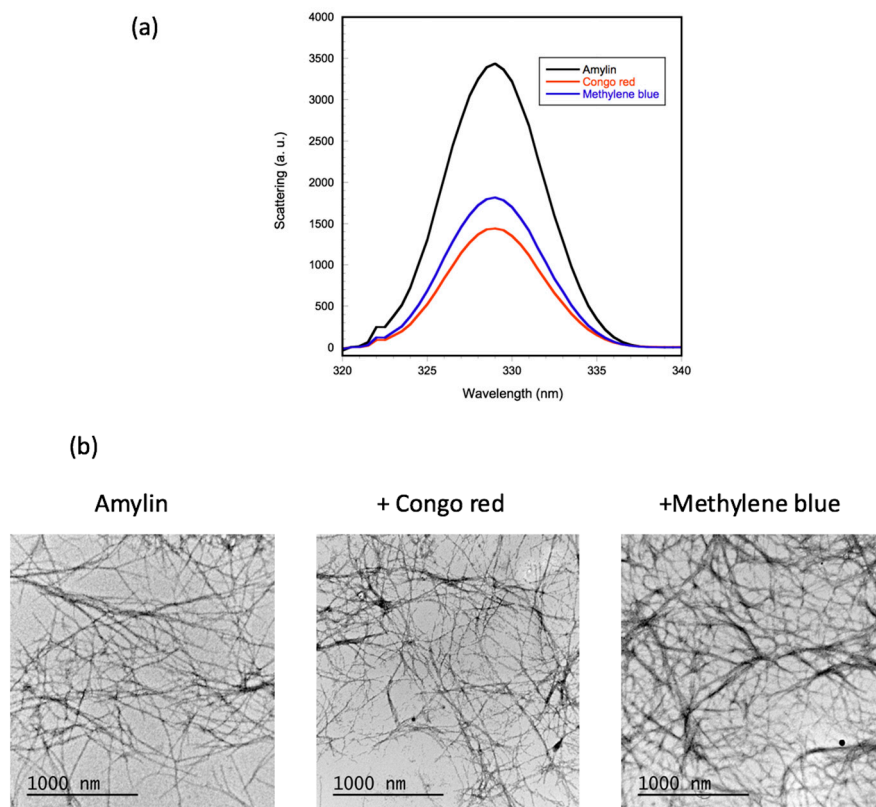 (a)
4000
3500
3000
2500
2000
1500
1000
500
0
Scattering (a. u.)
Amylin
Congo red
Methylene blue
320 325 330 335 340
Wavelength (nm)
(b)
Amylin + Congo red +Methylene blue
1000 nm 1000 nm 1000 nm